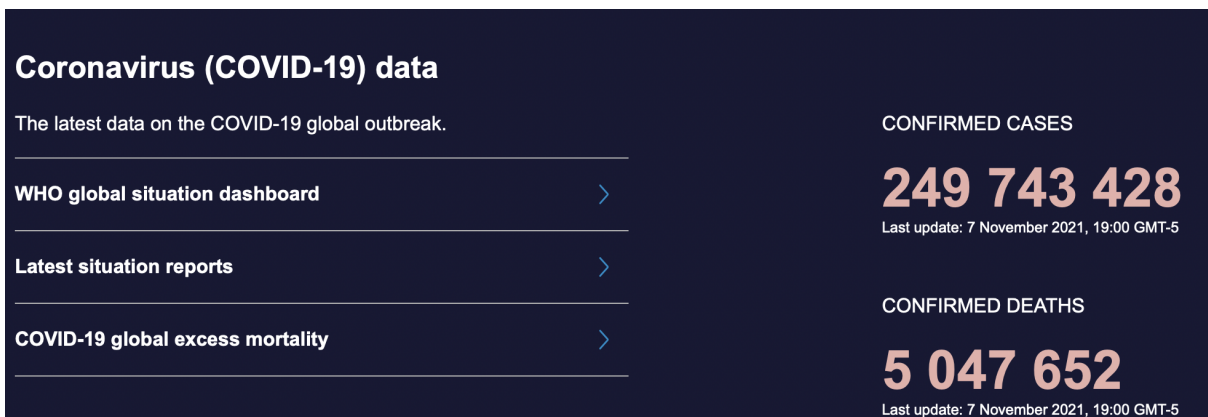 Coronavirus (COVID-19) data
The latest data on the COVID-19 global outbreak.
WHO global situation dashboard
Latest situation reports
COVID-19 global excess mortality
CONFIRMED CASES
249 743 428
Last update: 7 November 2021, 19:00 GMT-5
CONFIRMED DEATHS
5 047 652
Last update: 7 November 2021, 19:00 GMT-5